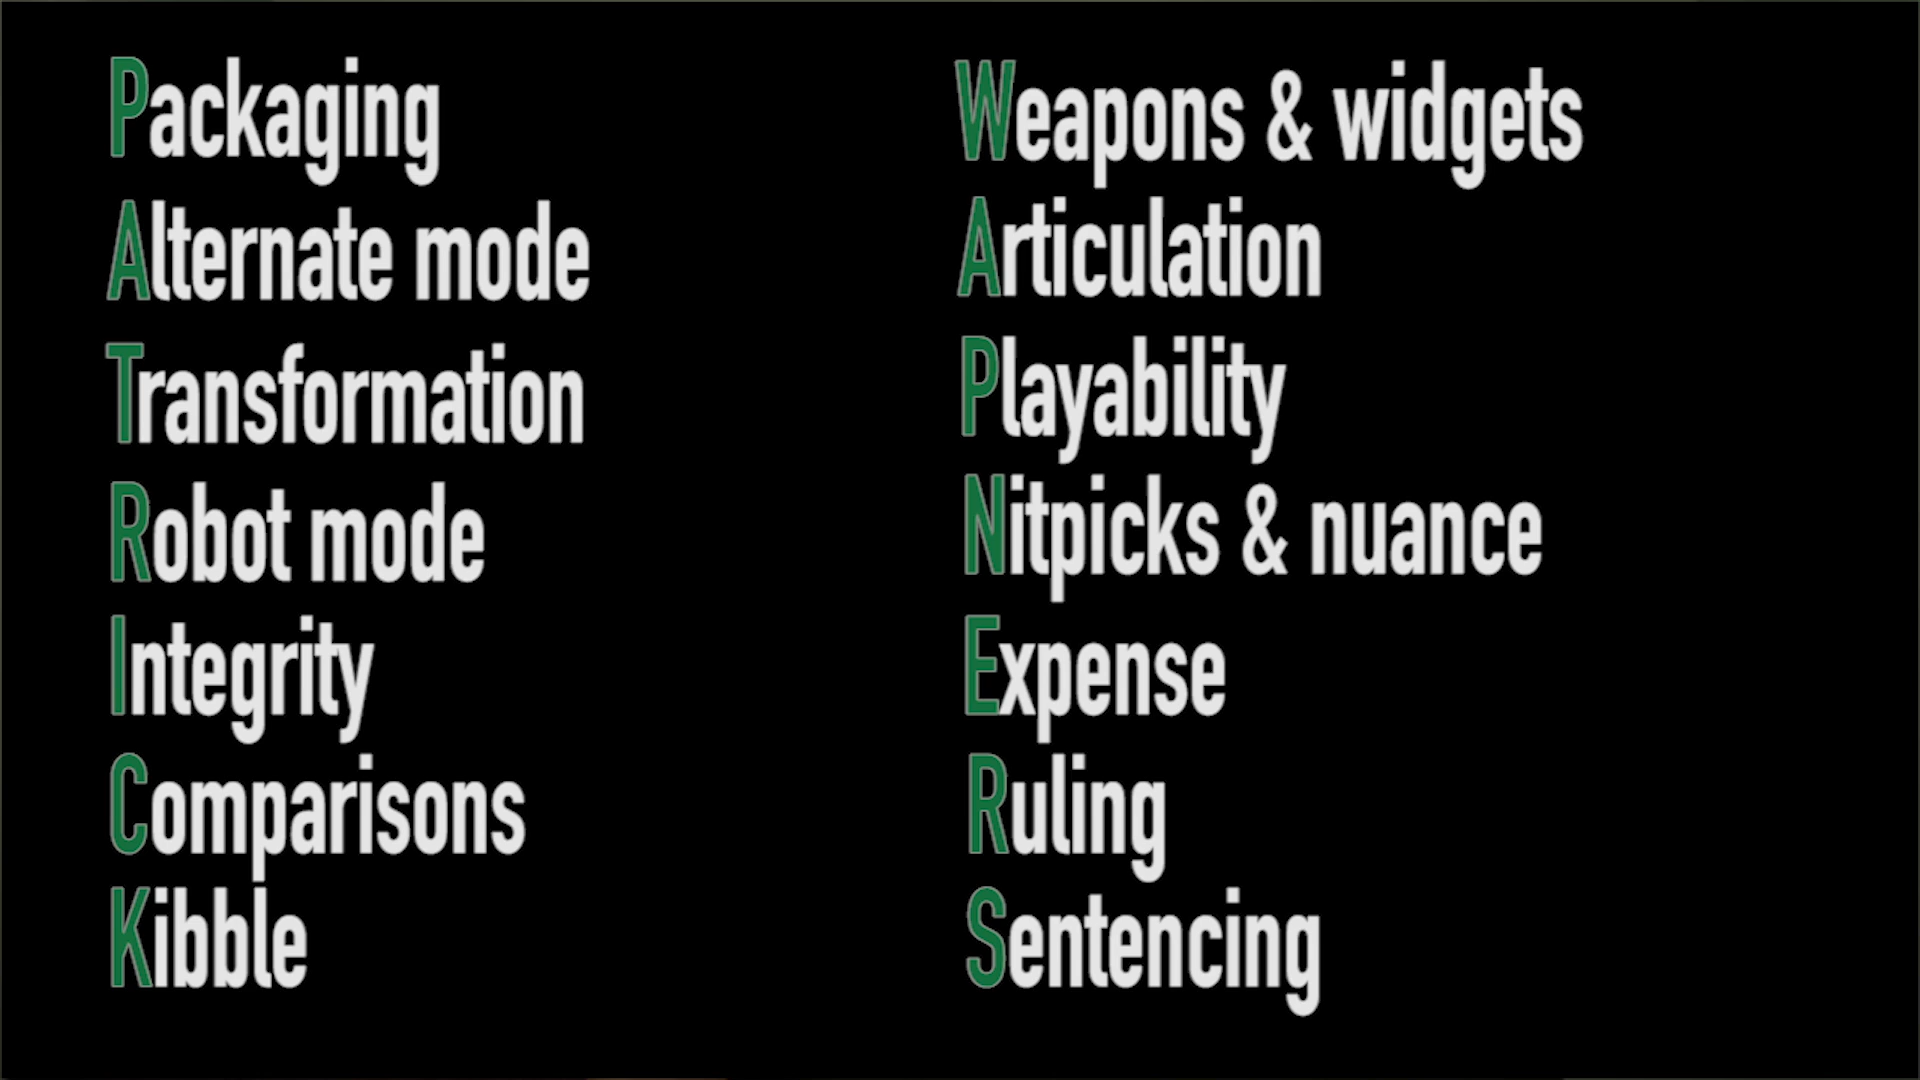 Packaging
Alternate mode
Transformation
Robot mode
Integrity
Comparisons
Kibble
Weapons & widgets
Articulation
Playability
Nitpicks & nuance
Expense
Ruling
Sentencing